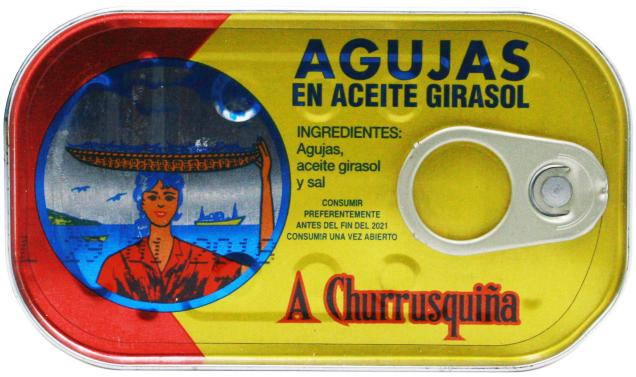 AGUJAS
EN ACEITE GIRASOL
INGREDIENTES:
Agujas,
aceite girasol
y sal
CONSUMIR
PREFERENTEMENTE
ANTES DEL FIN DEL 2021
CONSUMIR UNA VEZ ABIERTO
A Churrusquiña